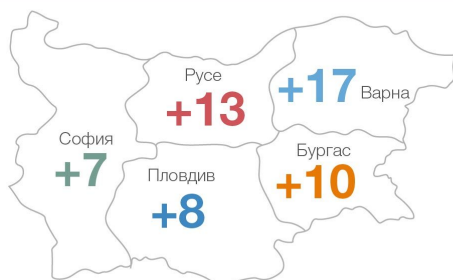 Русе
+13
+17 Варна
София
+7
Пловдив
+8
Бургас
+10